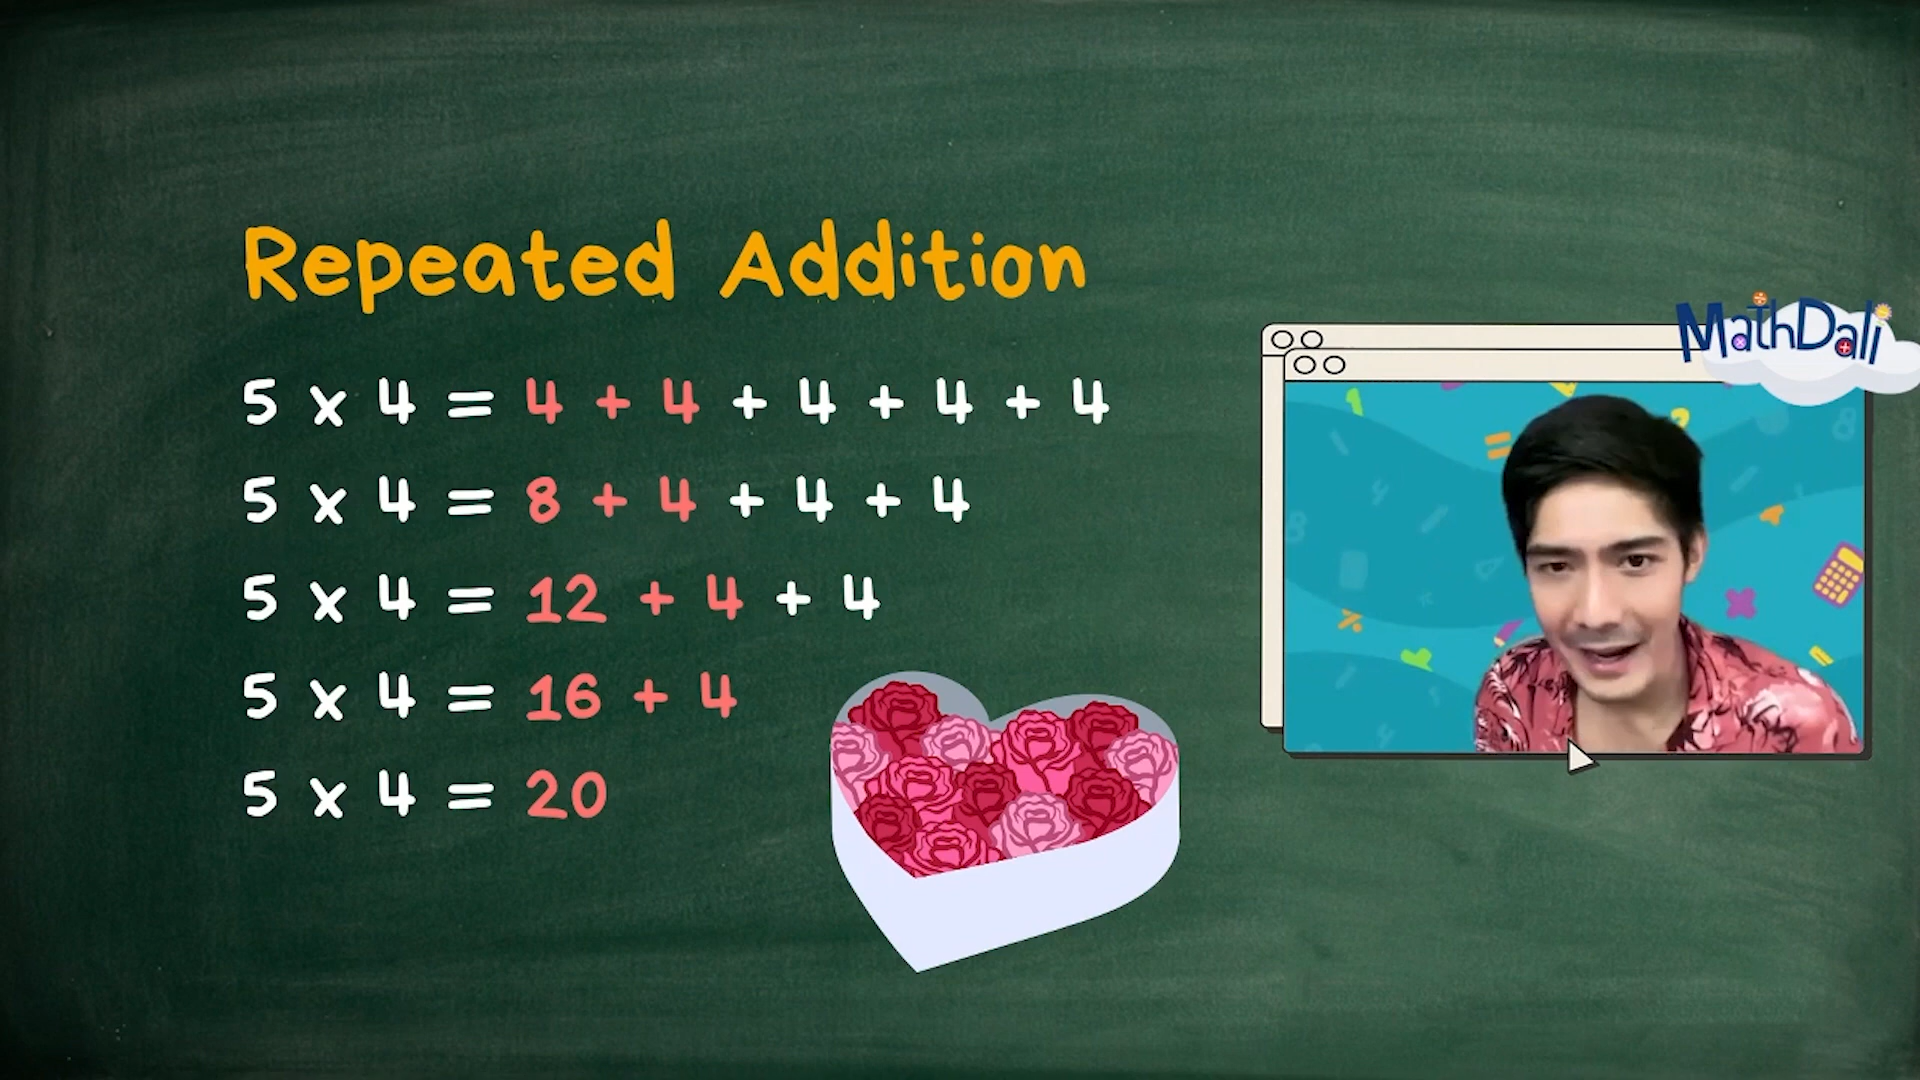 Repeated Addition
5 x 4 = 4 + 4 + 4 + 4 + 4
5 x 4 = 8 + 4 + 4 + 4
5 x 4 = 12 + 4 + 4
5 x 4 = 16 + 4
5 x 4 = 20
MathDali